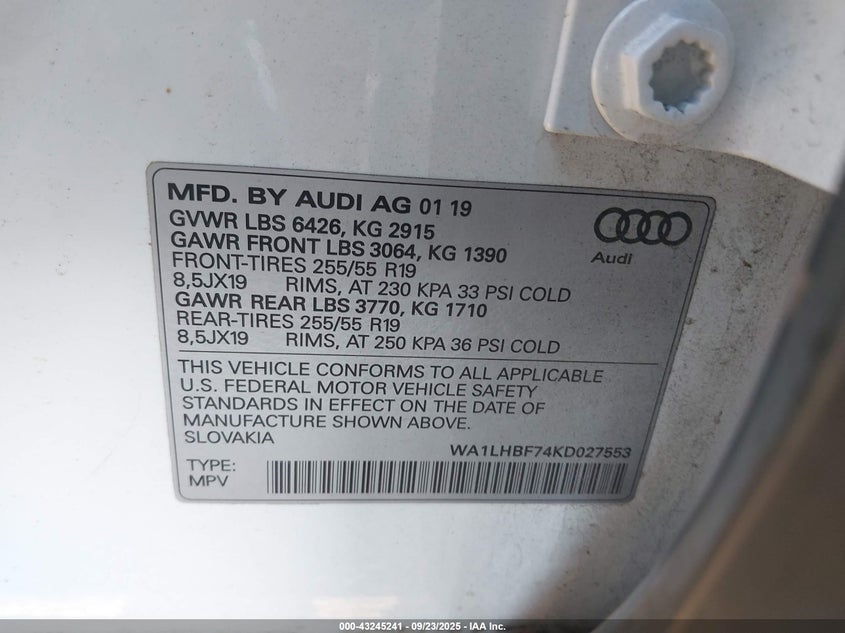 MFD. BY AUDI AG 01 19
GVWR LBS 6426, KG 2915
GAWR FRONT LBS 3064, KG 1390
FRONT-TIRES 255/55 R19
8,5JX19 RIMS, AT 230 KPA 33 PSI COLD
GAWR REAR LBS 3770, KG 1710
REAR-TIRES 255/55 R19
8,5JX19 RIMS, AT 250 KPA 36 PSI COLD
Audi
THIS VEHICLE CONFORMS TO ALL APPLICABLE
U.S. FEDERAL MOTOR VEHICLE SAFETY
STANDARDS IN EFFECT ON THE DATE OF
MANUFACTURE SHOWN ABOVE.
SLOVAKIA
WA1LHBF74KD027553
TYPE:
MPV
000-43245241 - 09/23/2025 - IAA Inc.